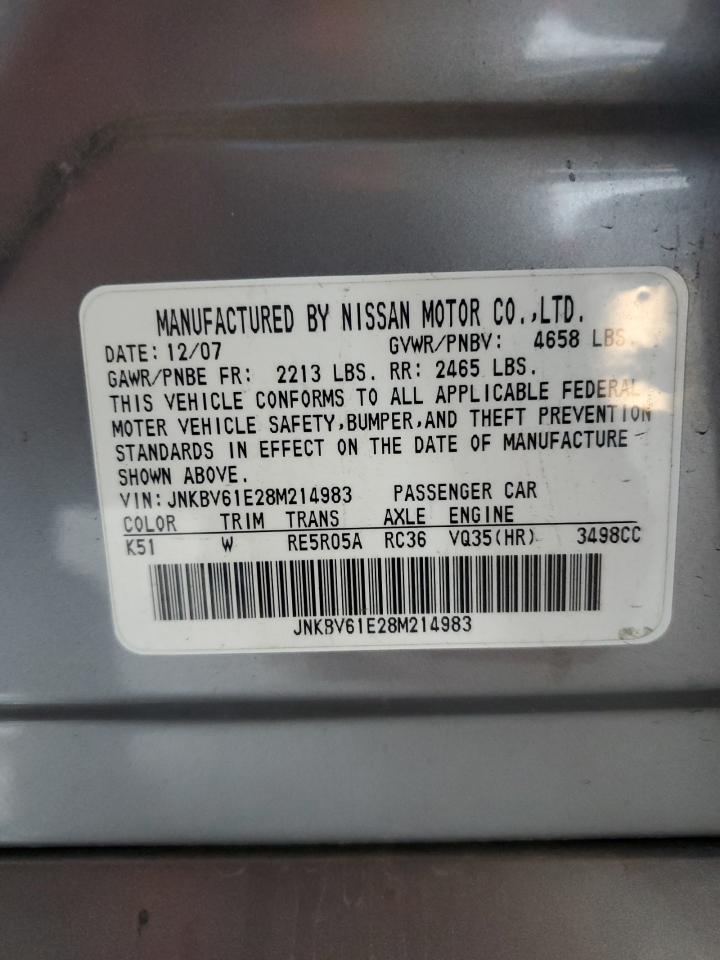 MANUFACTURED BY NISSAN MOTOR CO.,LTD.
DATE: 12/07 GVWR/PNBV: 4658 LBS.
GAWR/PNBE FR: 2213 LBS. RR: 2465 LBS.
THIS VEHICLE CONFORMS TO ALL APPLICABLE FEDERAL
MOTER VEHICLE SAFETY,BUMPER,AND THEFT PREVENTION
STANDARDS IN EFFECT ON THE DATE OF MANUFACTURE
SHOWN ABOVE.
VIN: JNKBV61E28M214983 PASSENGER CAR
COLOR TRIM TRANS AXLE ENGINE
K51 W RE5R05A RC36 VQ35(HR) 3498CC
JNKBV61E28M214983